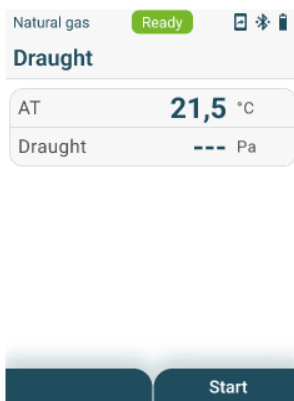 Natural gas Ready
Draught
AT 21,5 °C
Draught --- Pa
Start